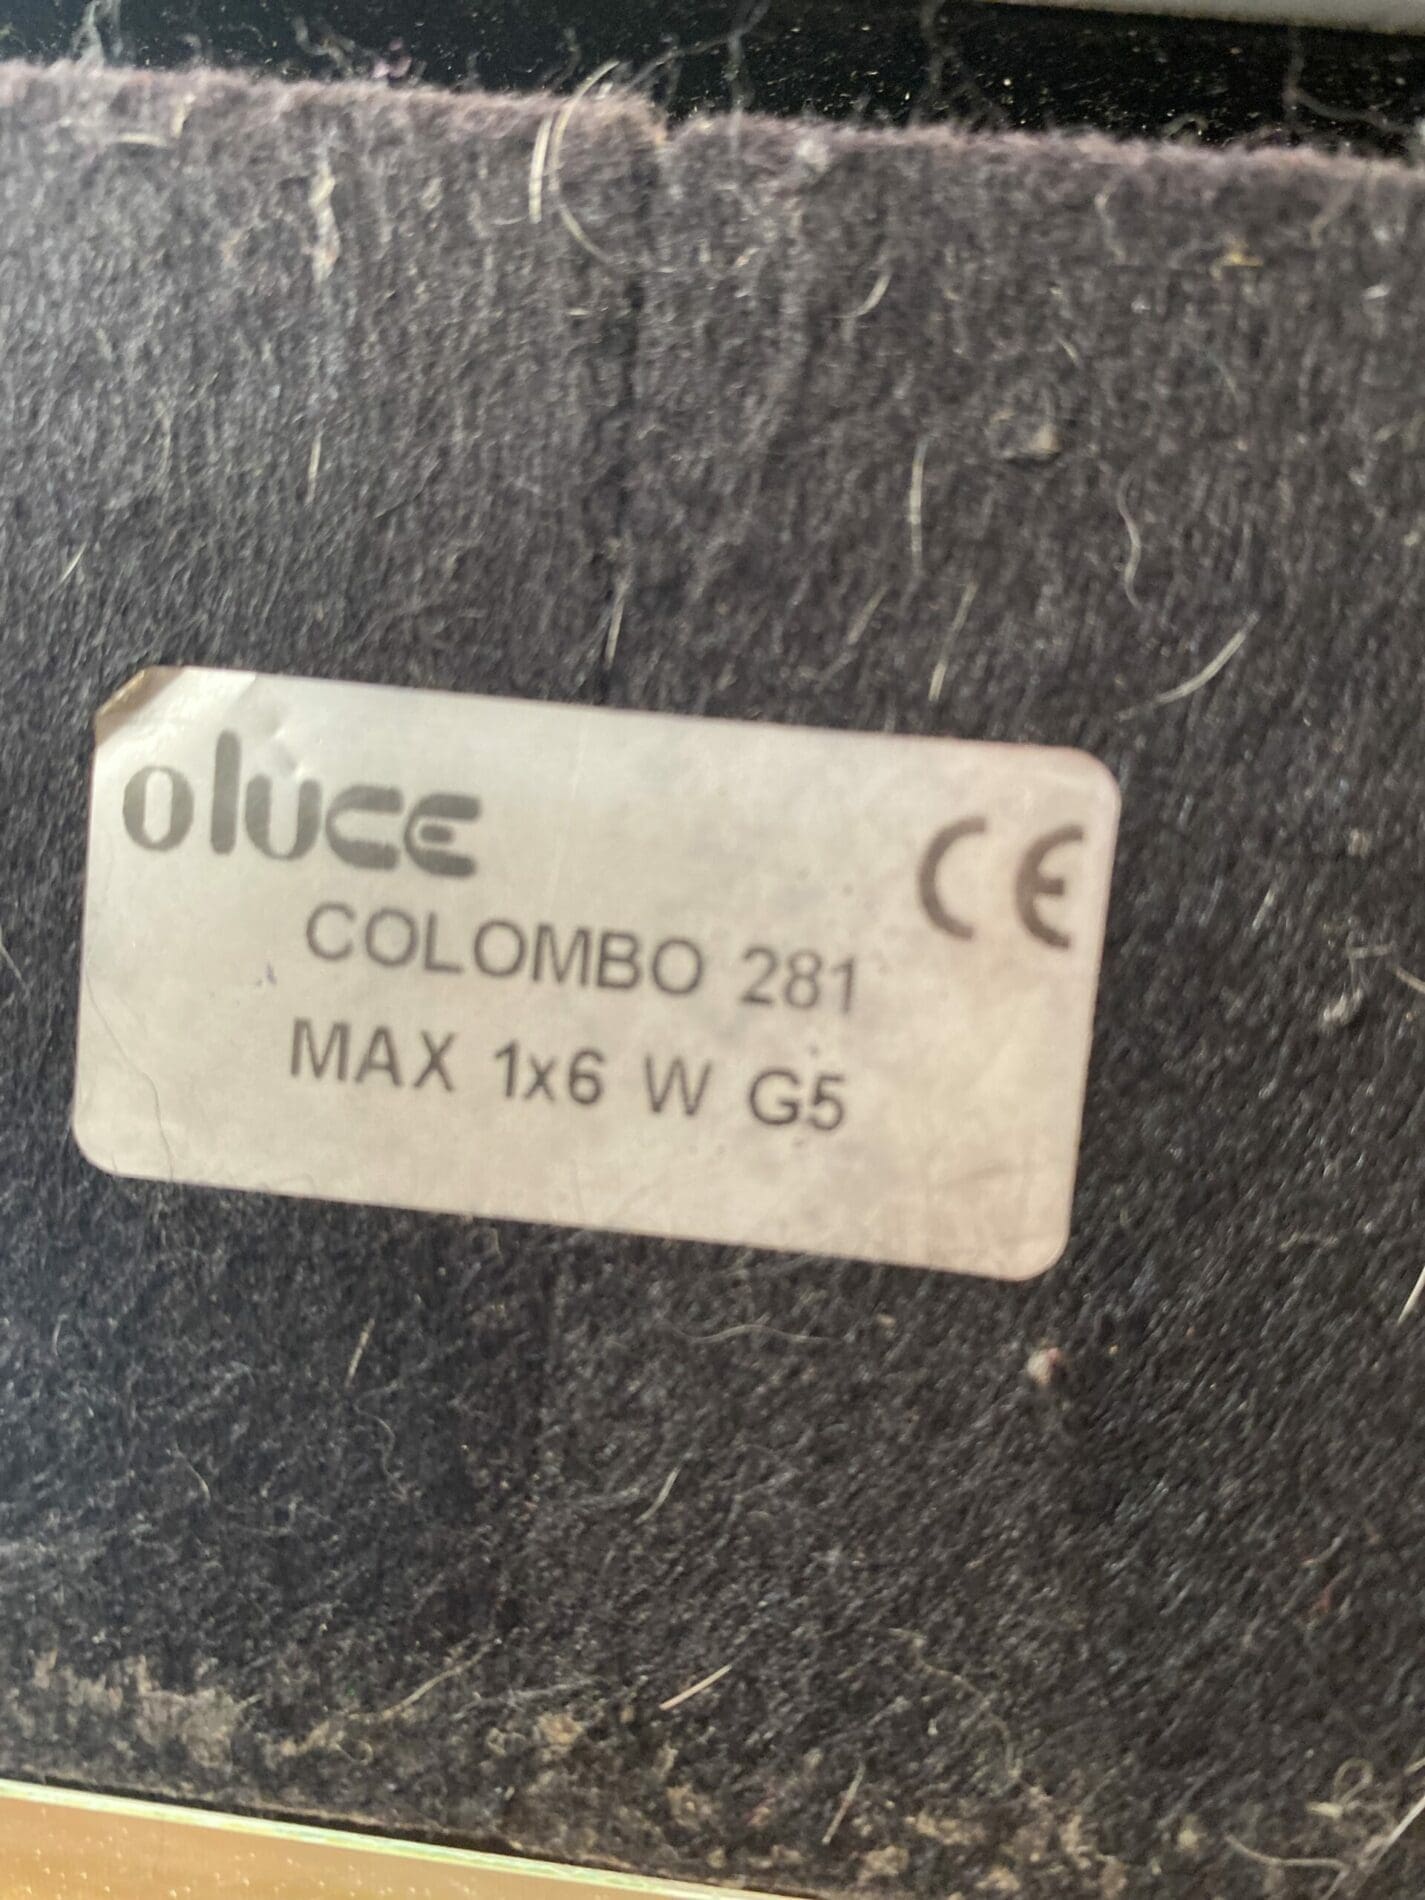 oluce
CE
COLOMBO 281
MAX 1x6 W G5